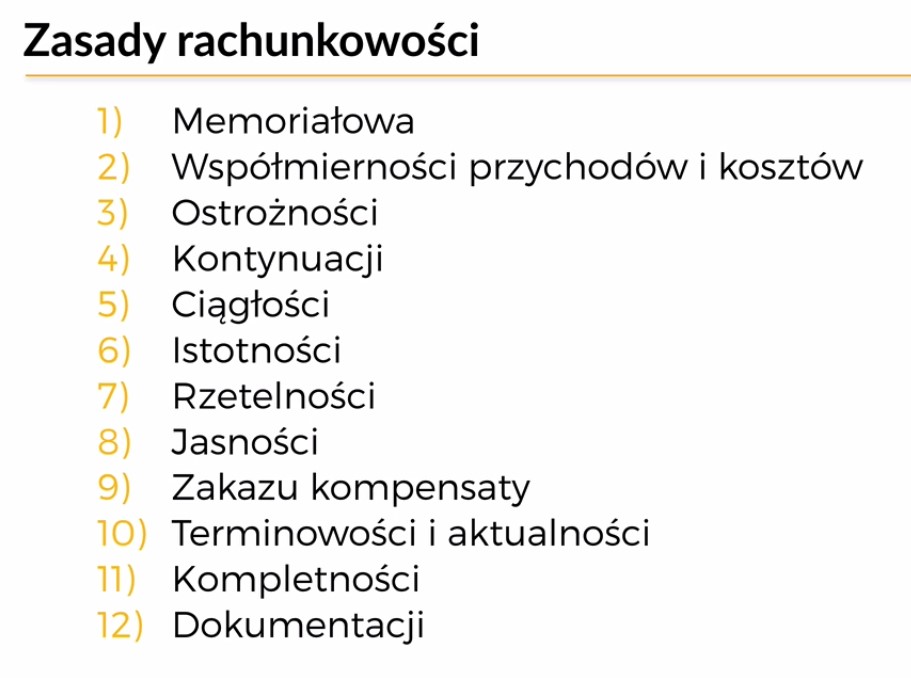 Zasady rachunkowości
1) Memoriałowa
2) Współmierności przychodów i kosztów
3) Ostrożności
4) Kontynuacji
5) Ciągłości
6) Istotności
7) Rzetelności
8) Jasności
9) Zakazu kompensaty
10) Terminowości i aktualności
11) Kompletności
12) Dokumentacji